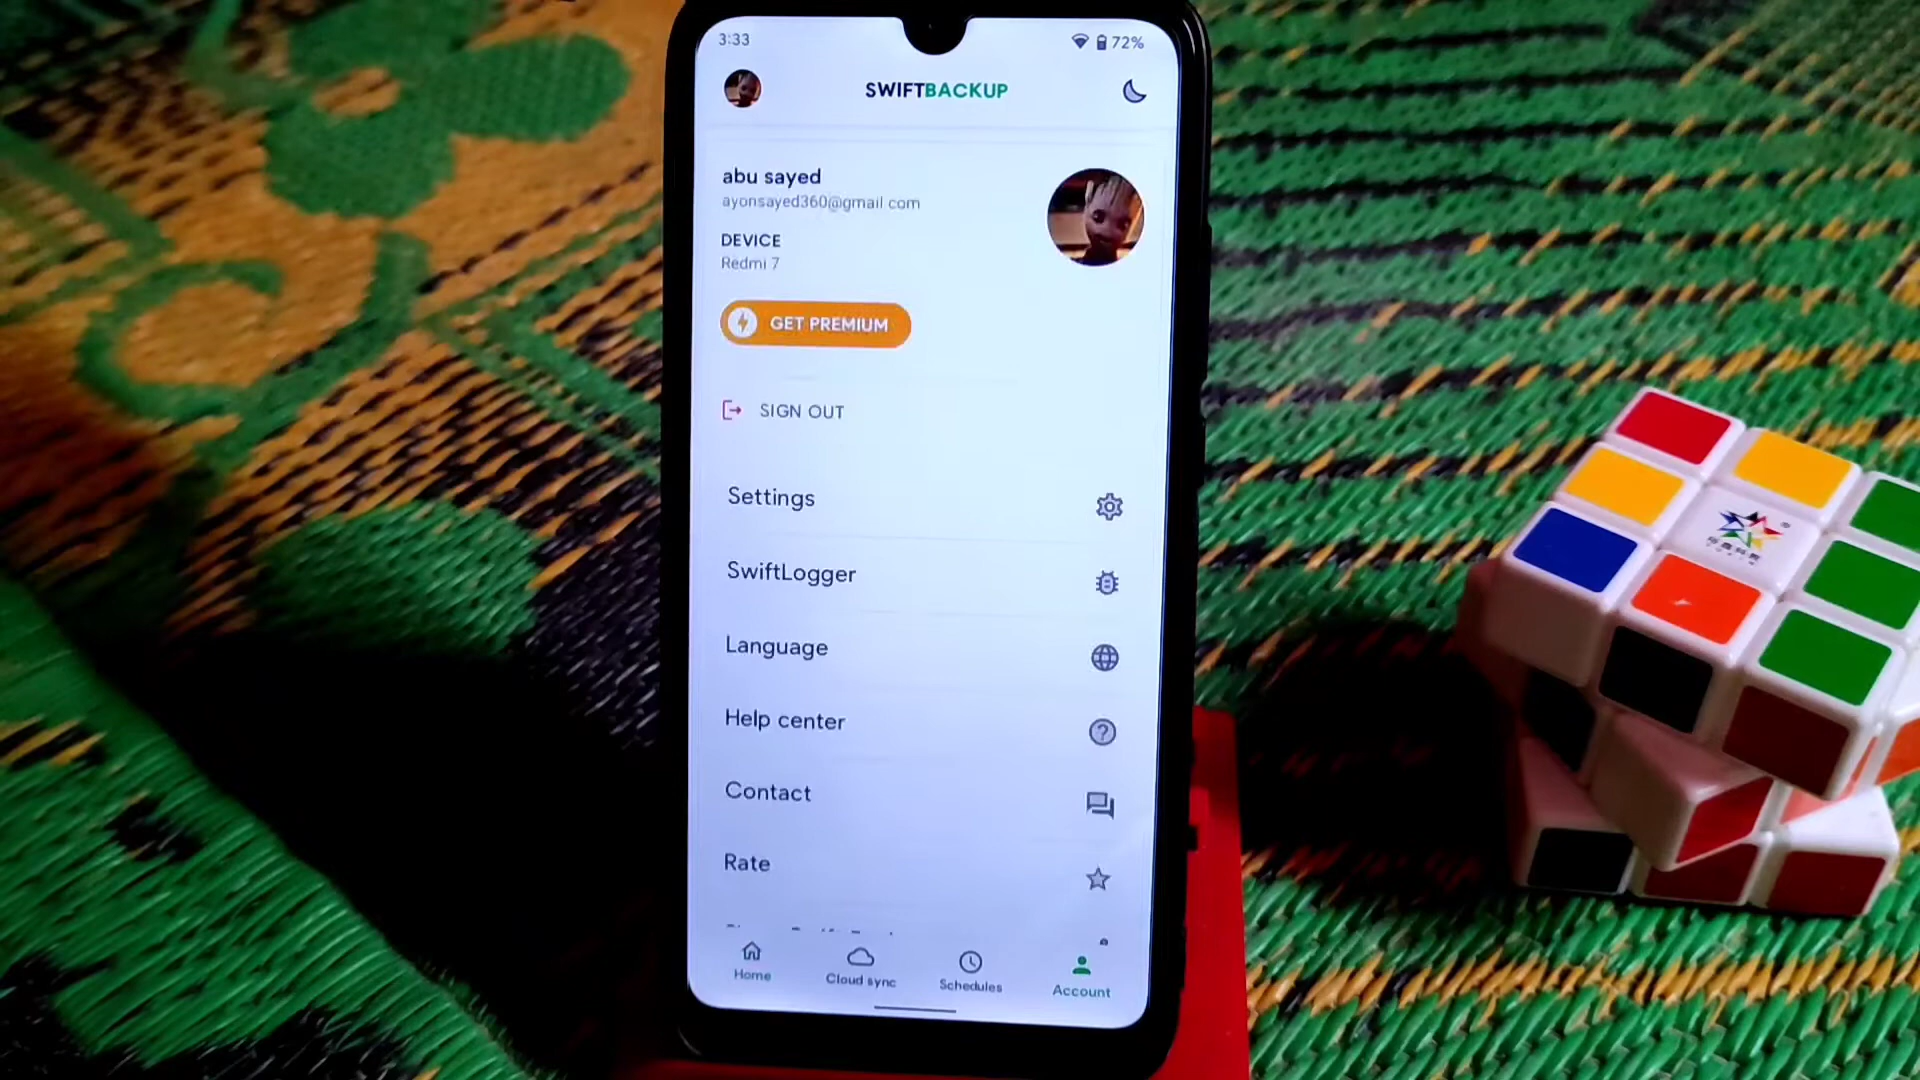 3:33
72%
SWIFTBACKUP
abu sayed
ayonsayed360@gmail com
DEVICE
Redmi 7
GET PREMIUM
SIGN OUT
Settings
SwiftLogger
Language
Help center
Contact
Rate
Home
Cloud sync
Schedules
Account